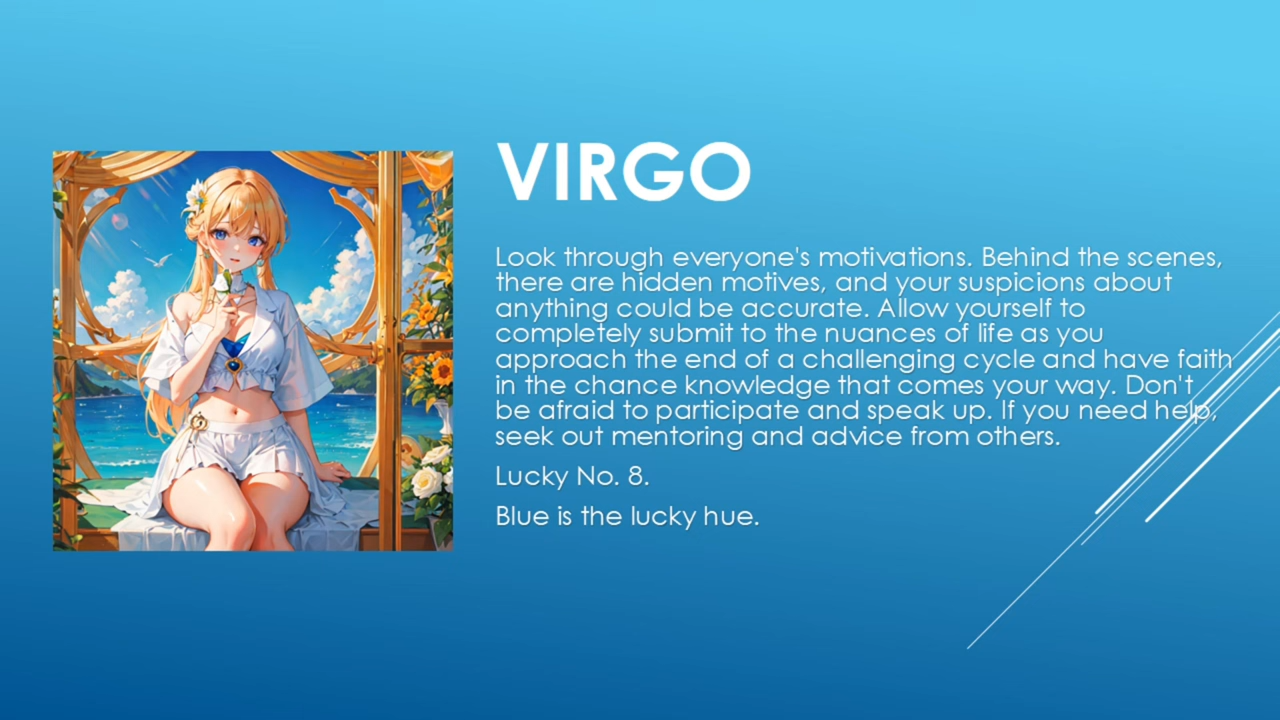 VIRGO
Look through everyone's motivations. Behind the scenes,
there are hidden motives, and your suspicions about
anything could be accurate. Allow yourself to
completely submit to the nuances of life as you
approach the end of a challenging cycle and have faith
in the chance knowledge that comes your way. Don't
be afraid to participate and speak up. If you need help,
seek out mentoring and advice from others.
Lucky No. 8.
Blue is the lucky hue.